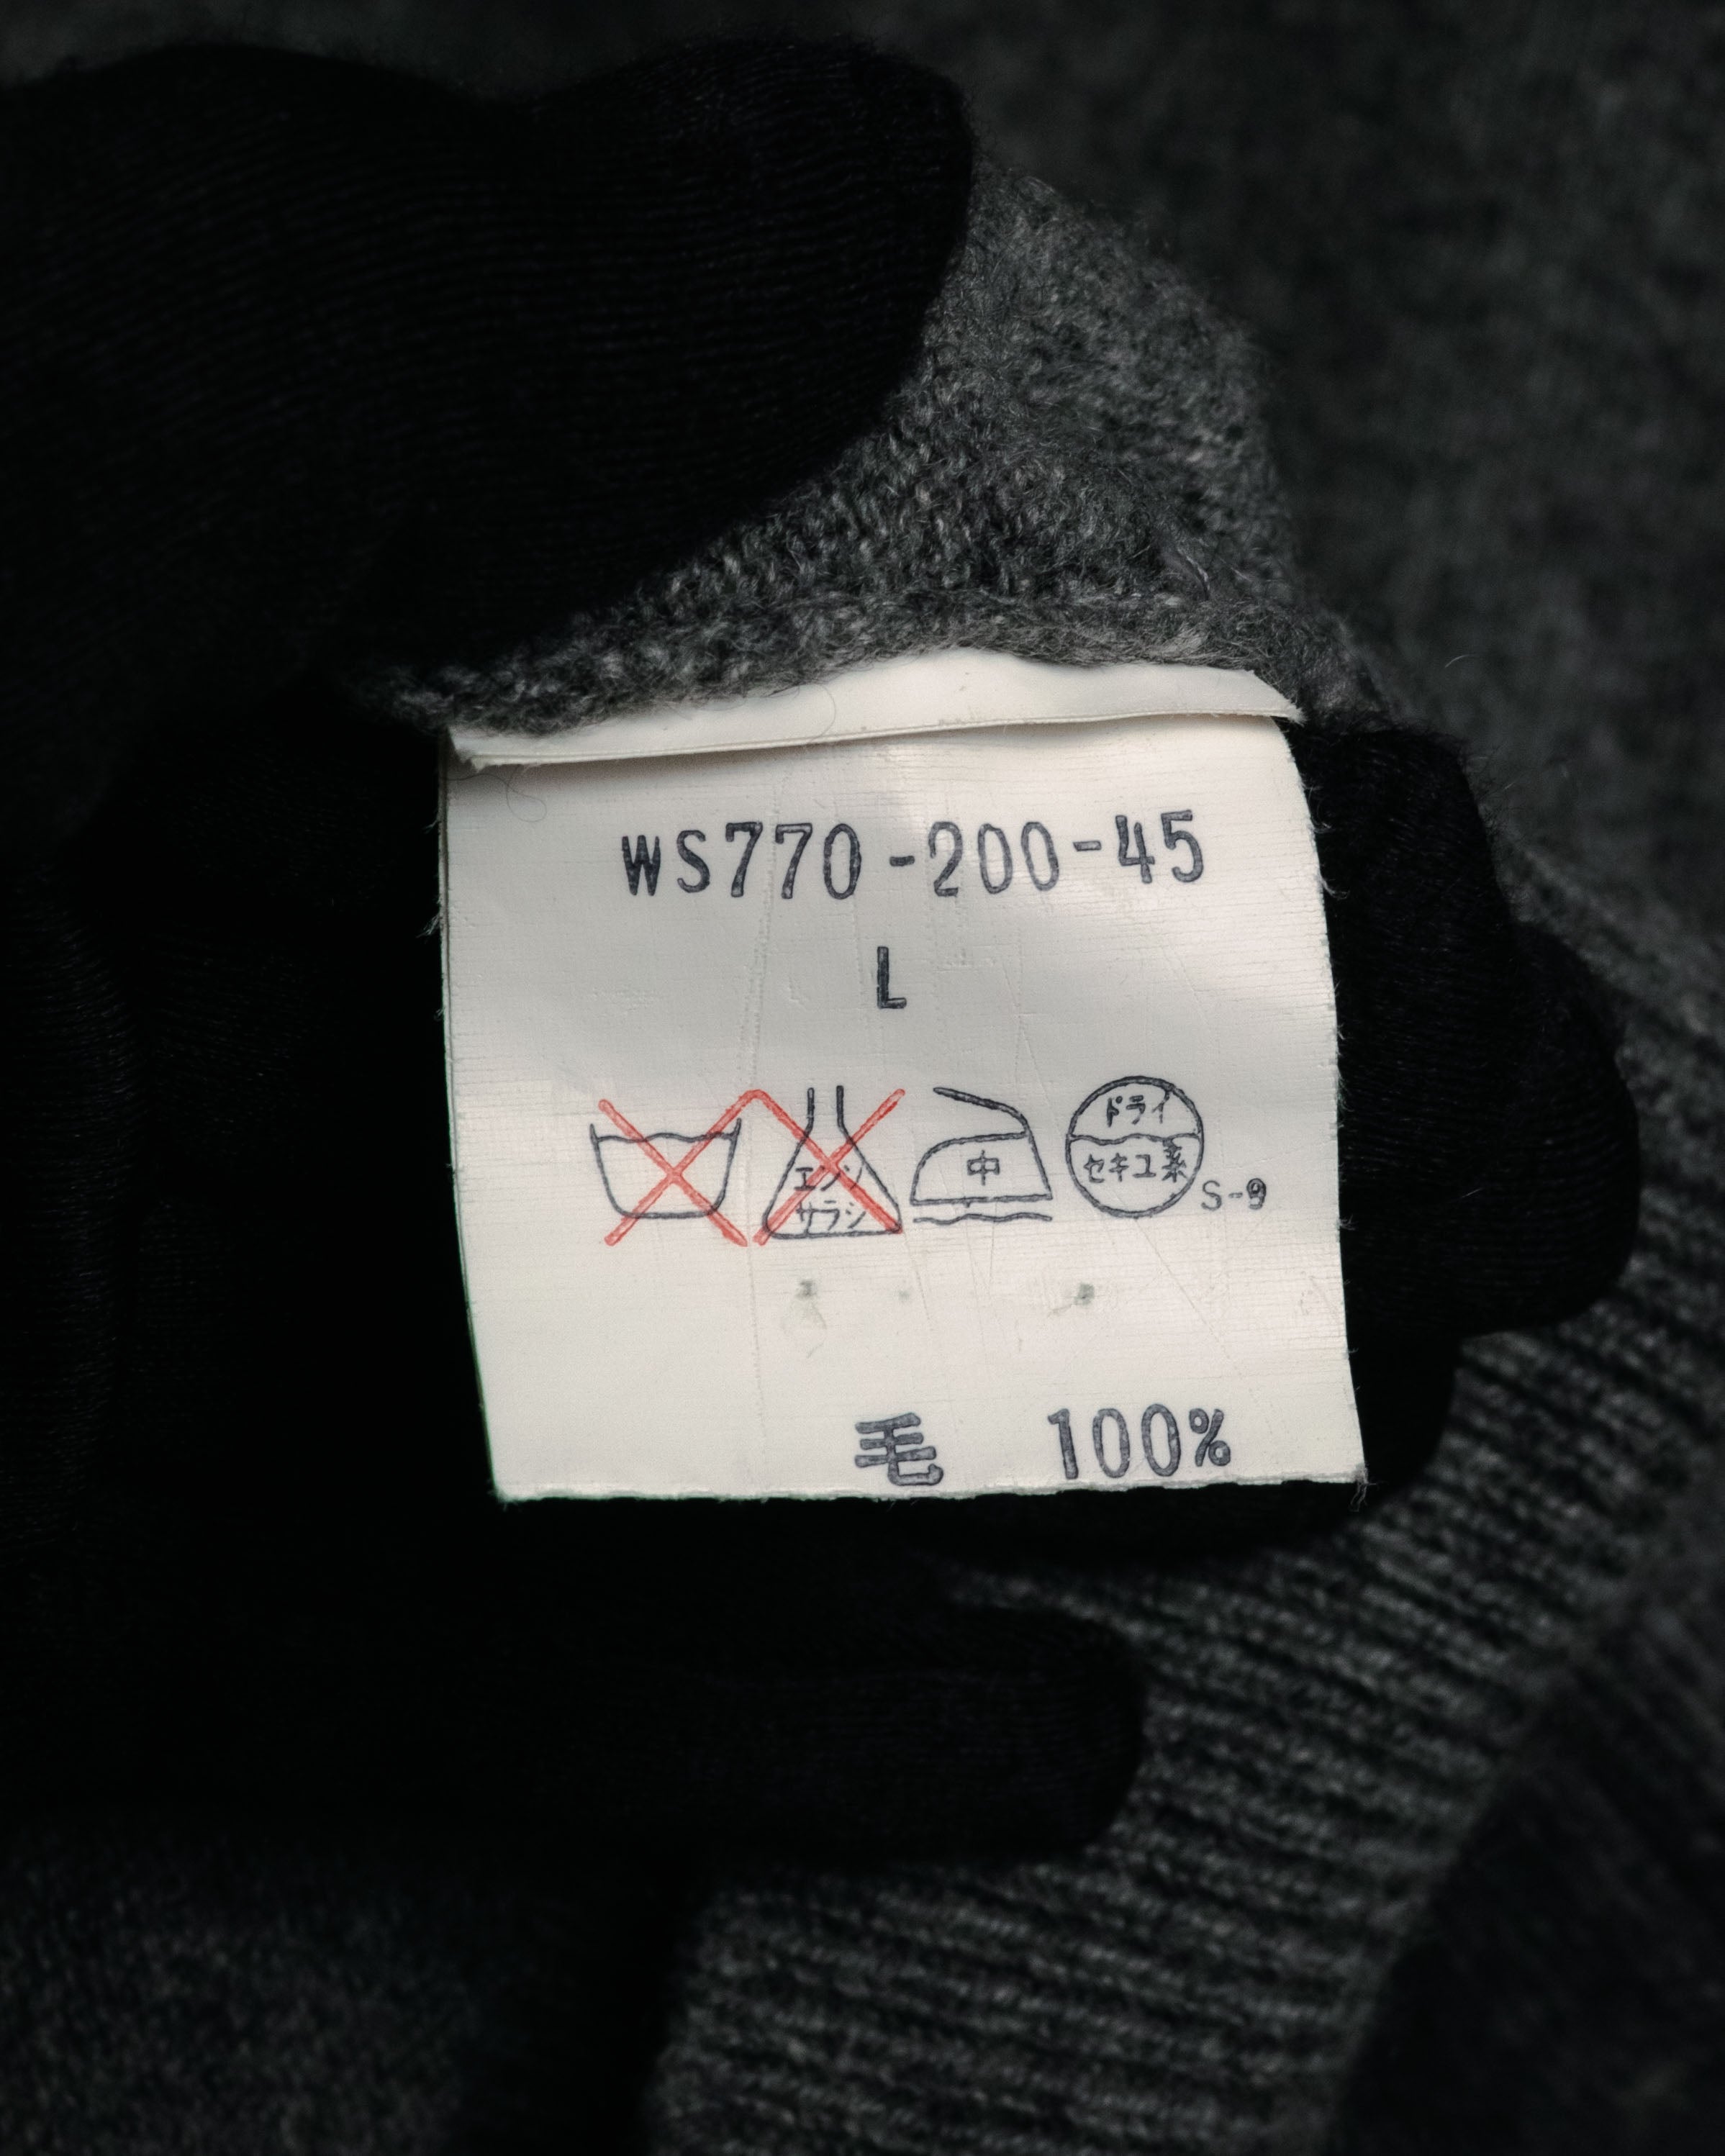 WS770-200-45
L
エンソ
サラシ
中
ドライ
セキユ系
S-9
毛 100%